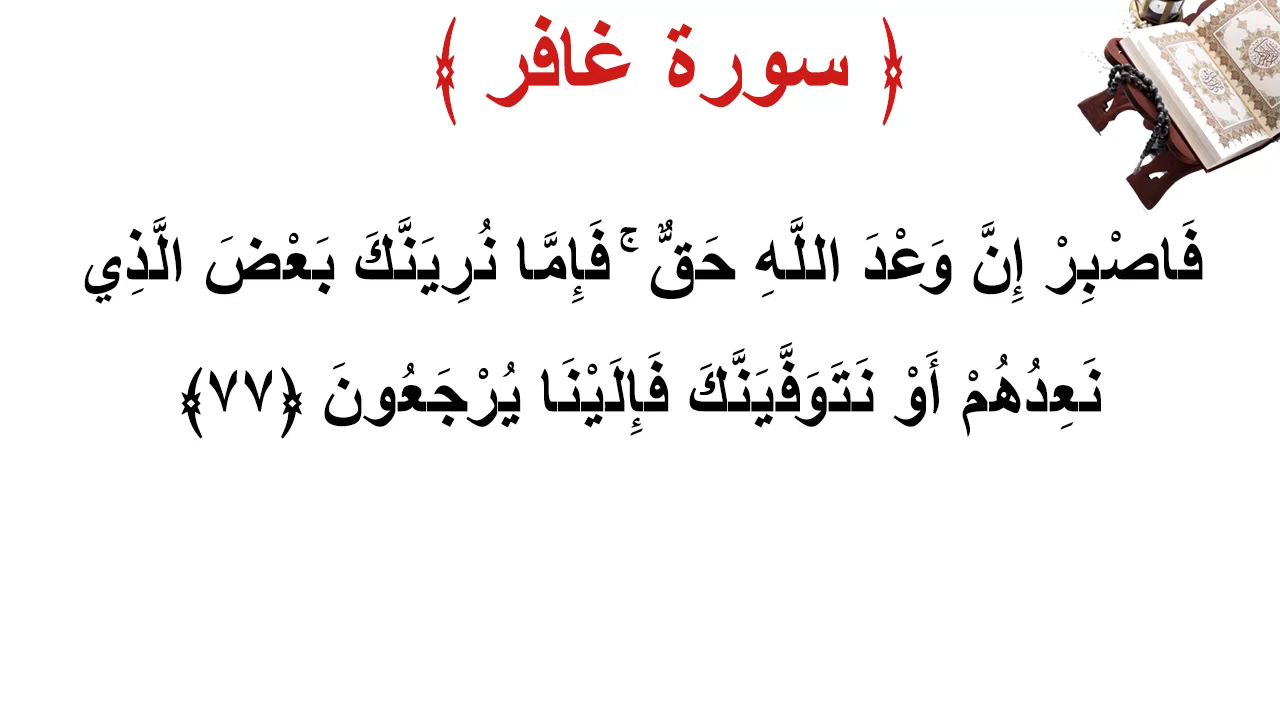 ﴿ سورة غافر ﴾
فَاصْبِرْ إِنَّ وَعْدَ اللَّهِ حَقٌّ ۚ فَإِمَّا نُرِيَنَّكَ بَعْضَ الَّذِي
نَعِدُهُمْ أَوْ نَتَوَفَّيَنَّكَ فَإِلَيْنَا يُرْجَعُونَ ﴿٧٧﴾